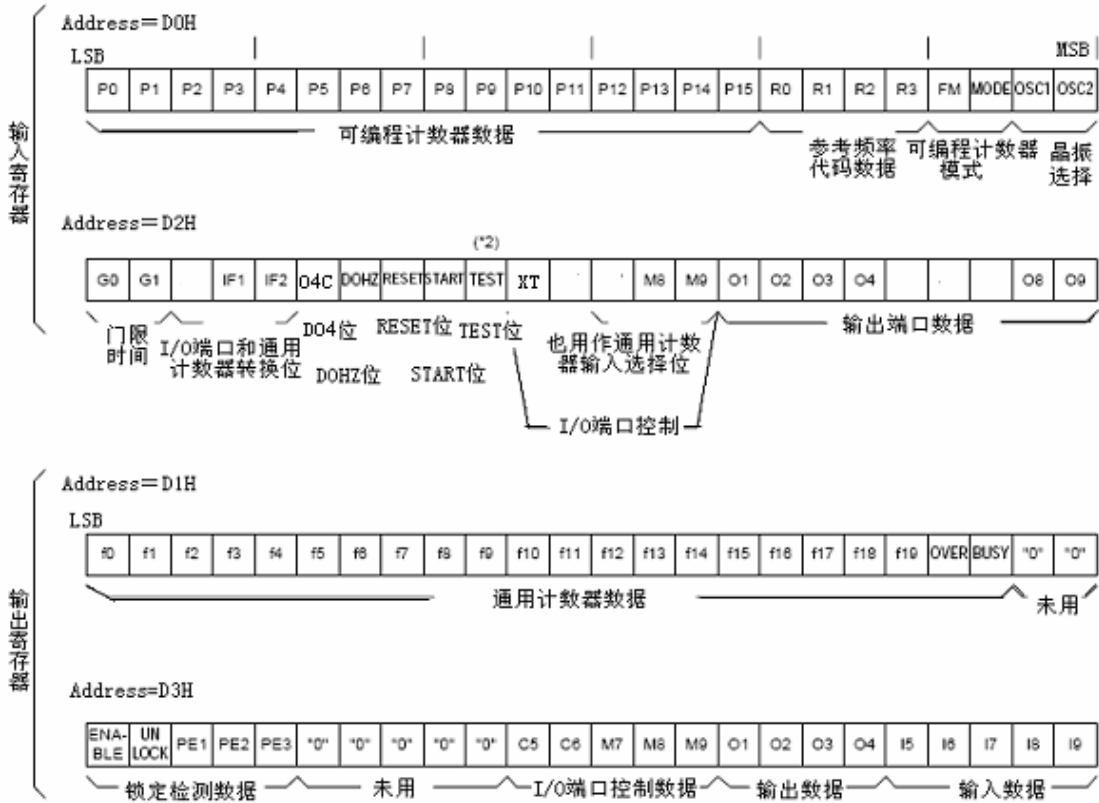 输入寄存器
Address=D0H
LSB MSB
P0 P1 P2 P3 P4 P5 P6 P7 P8 P9 P10 P11 P12 P13 P14 P15 R0 R1 R2 R3 FM MODE OSC1 OSC2
可编程计数器数据
参考频率代码数据
可编程计数器模式
晶振选择
Address=D2H
(*2)
G0 G1 IF1 IF2 O4C DOHZ RESET START TEST XT M8 M9 O1 O2 O3 O4 O8 O9
门限时间
I/O端口和通用计数器转换位
DO4位
DOHZ位
RESET位
START位
TEST位
也用作通用计数器输入选择位
输出端口数据
I/O端口控制
输出寄存器
Address=D1H
LSB
f0 f1 f2 f3 f4 f5 f6 f7 f8 f9 f10 f11 f12 f13 f14 f15 f16 f17 f18 f19 OVER BUSY "0" "0"
通用计数器数据
未用
Address=D3H
ENA-BLE UN LOCK PE1 PE2 PE3 "0" "0" "0" "0" "0" C5 C6 M7 M8 M9 O1 O2 O3 O4 I5 I6 I7 I8 I9
锁定检测数据
未用
I/O端口控制数据
输出数据
输入数据